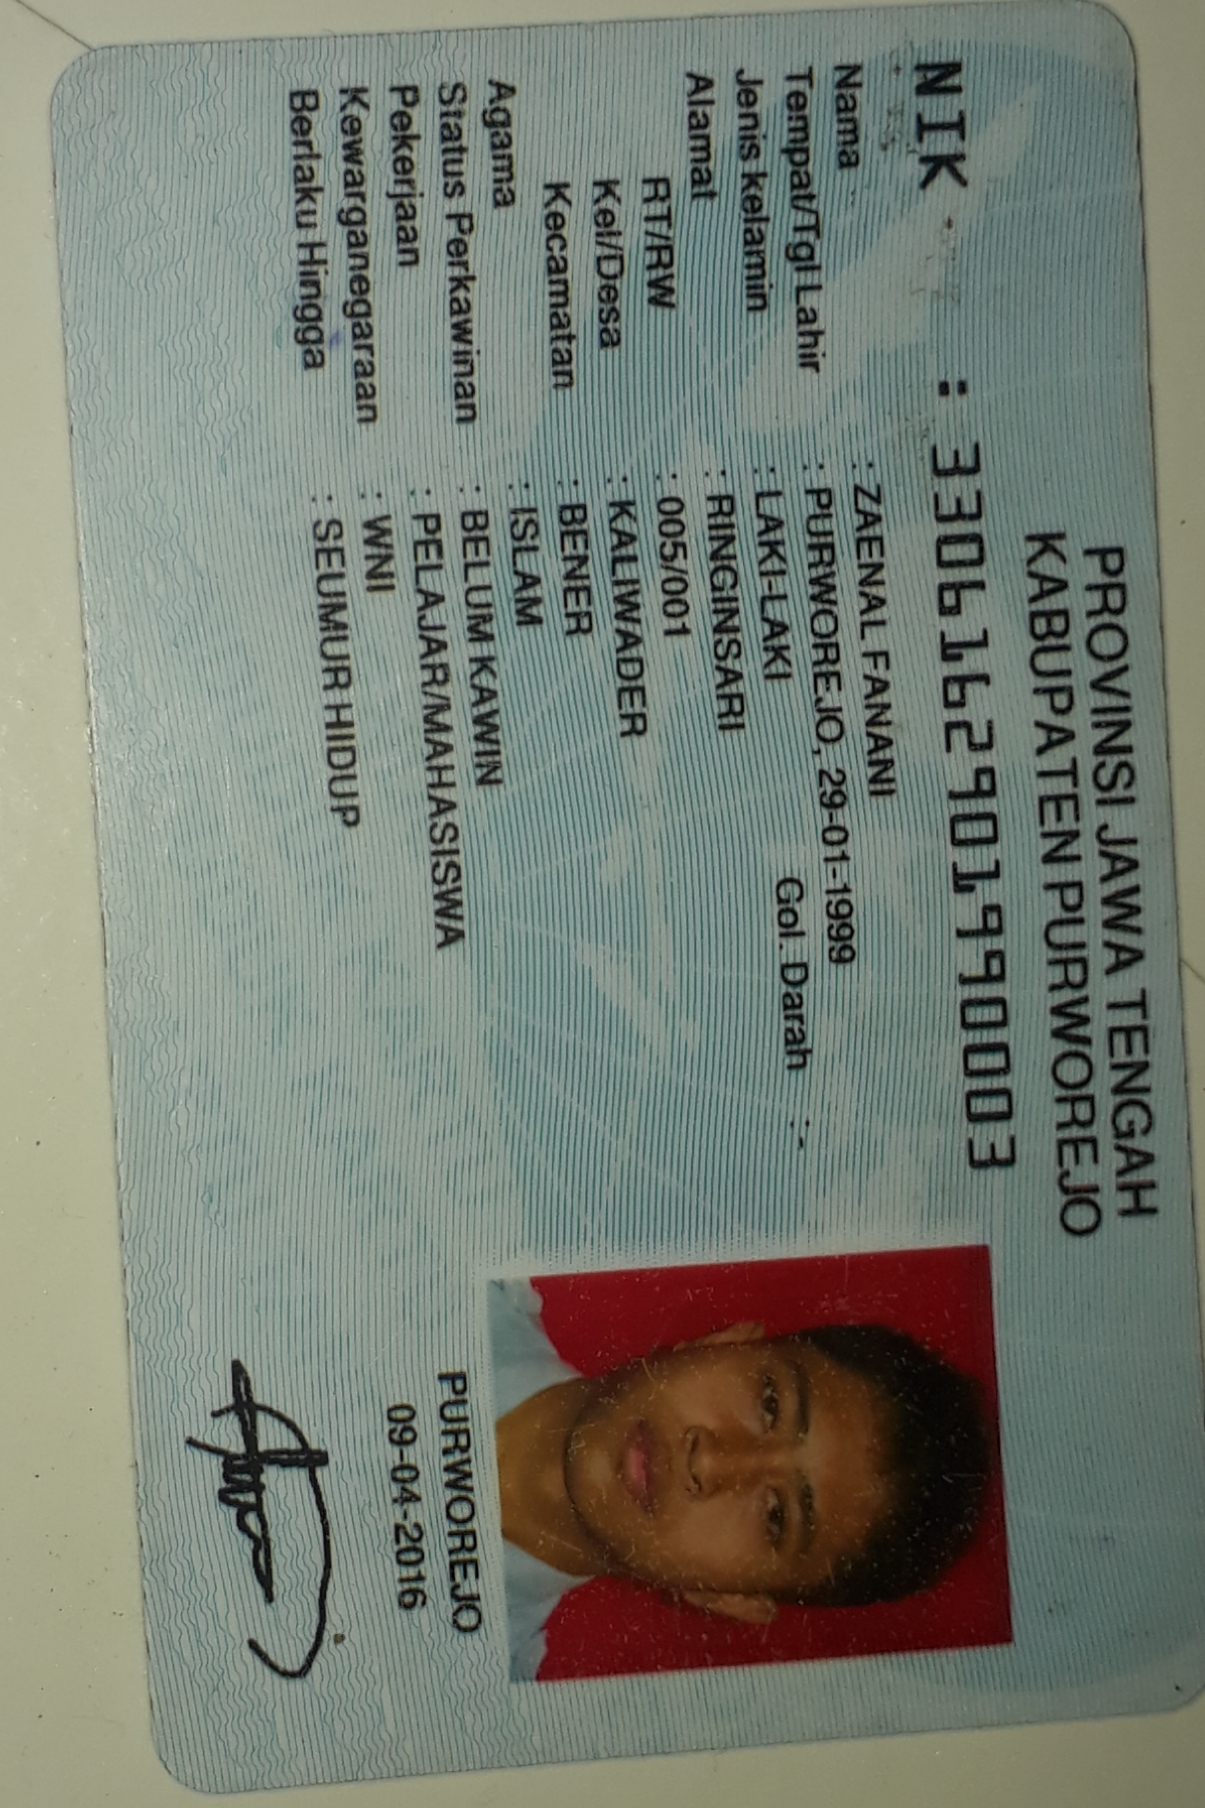 PROVINSI JAWA TENGAH
KABUPATEN PURWOREJO
NIK : 3306162901990003
Nama : ZAENAL FANANI
Tempat/Tgl Lahir : PURWOREJO, 29-01-1999
Jenis kelamin : LAKI-LAKI Gol. Darah : -
Alamat : RINGINSARI
RT/RW : 005/001
Kel/Desa : KALIWADER
Kecamatan : BENER
Agama : ISLAM
Status Perkawinan : BELUM KAWIN
Pekerjaan : PELAJAR/MAHASISWA
Kewarganegaraan : WNI
Berlaku Hingga : SEUMUR HIDUP
PURWOREJO
09-04-2016